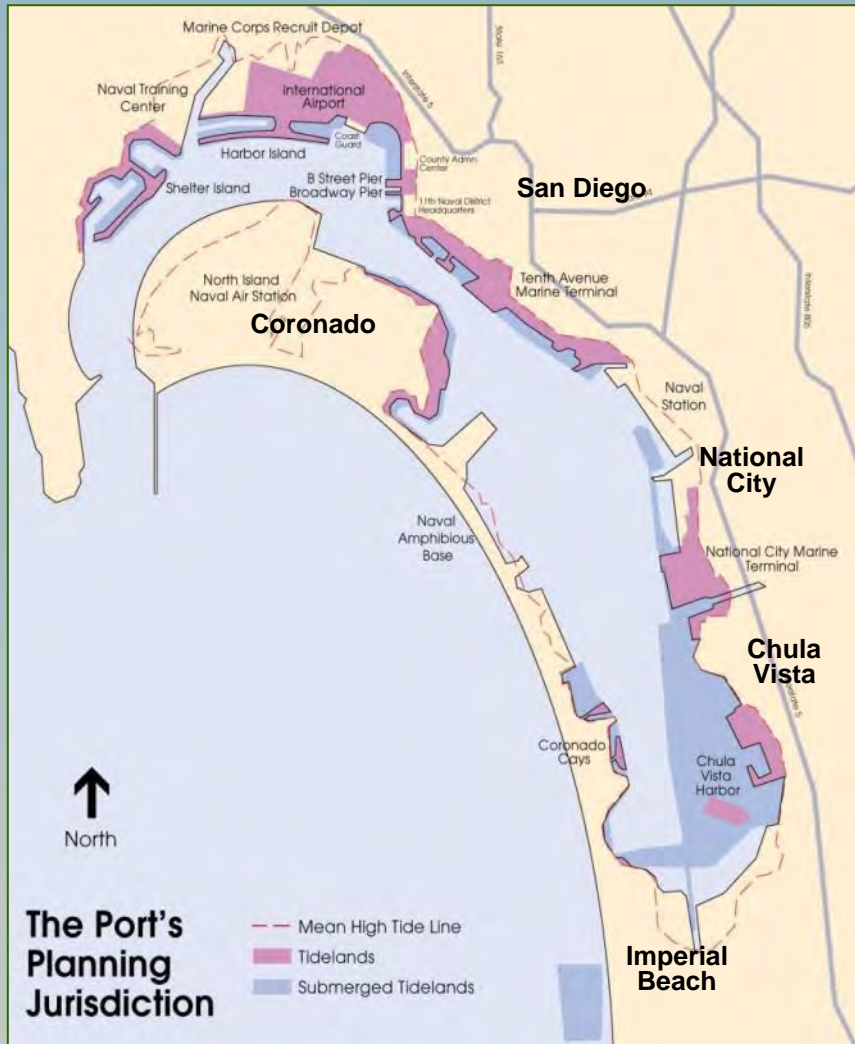 Marine Corps Recruit Depot
Naval Training
Center
International
Airport
Interstate 5
Coast
Guard
Harbor Island
Shelter Island
County Admn
Center
B Street Pier
Broadway Pier
11th Naval District
Headquarters
San Diego
North Island
Naval Air Station
Coronado
Tenth Avenue
Marine Terminal
Interstate 805
Naval
Station
National
City
Naval
Amphibious
Base
National City Marine
Terminal
Chula
Vista
Coronado
Cays
Chula
Vista
Harbor
North
The Port's
Planning
Jurisdiction
Mean High Tide Line
Tidelands
Submerged Tidelands
Imperial
Beach